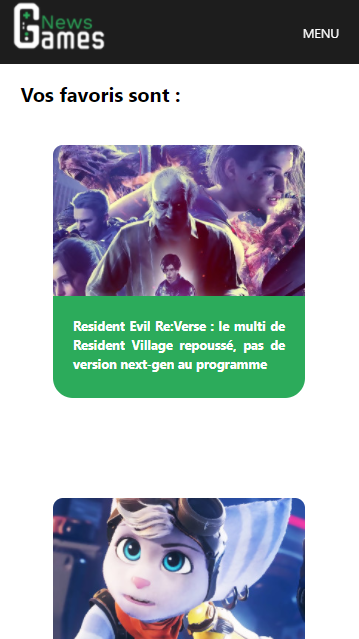 News
Games
MENU
Vos favoris sont :
Resident Evil Re:Verse : le multi de
Resident Village repoussé, pas de
version next-gen au programme